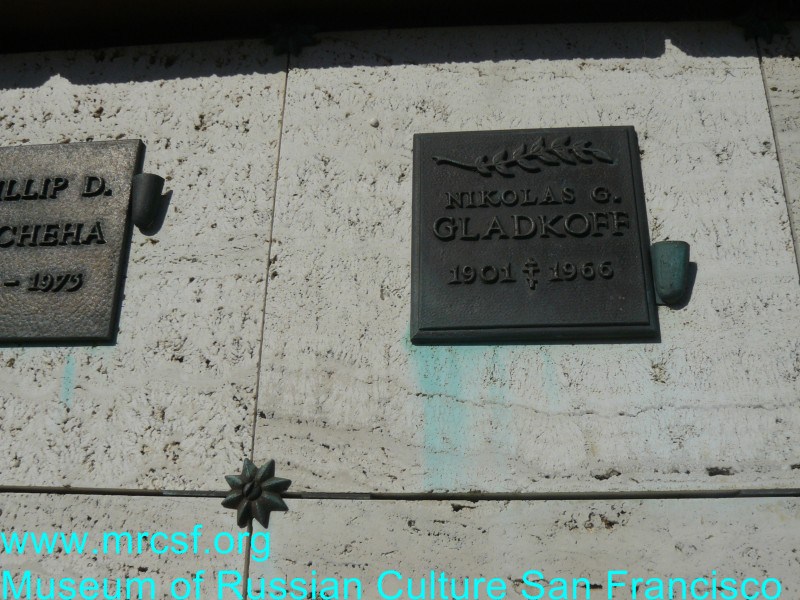 ILLIP D.
CHEHA
- 1973
NIKOLAS G.
GLADKOFF
1901 ☦ 1966
www.mrcsf.org
Museum of Russian Culture San Francisco